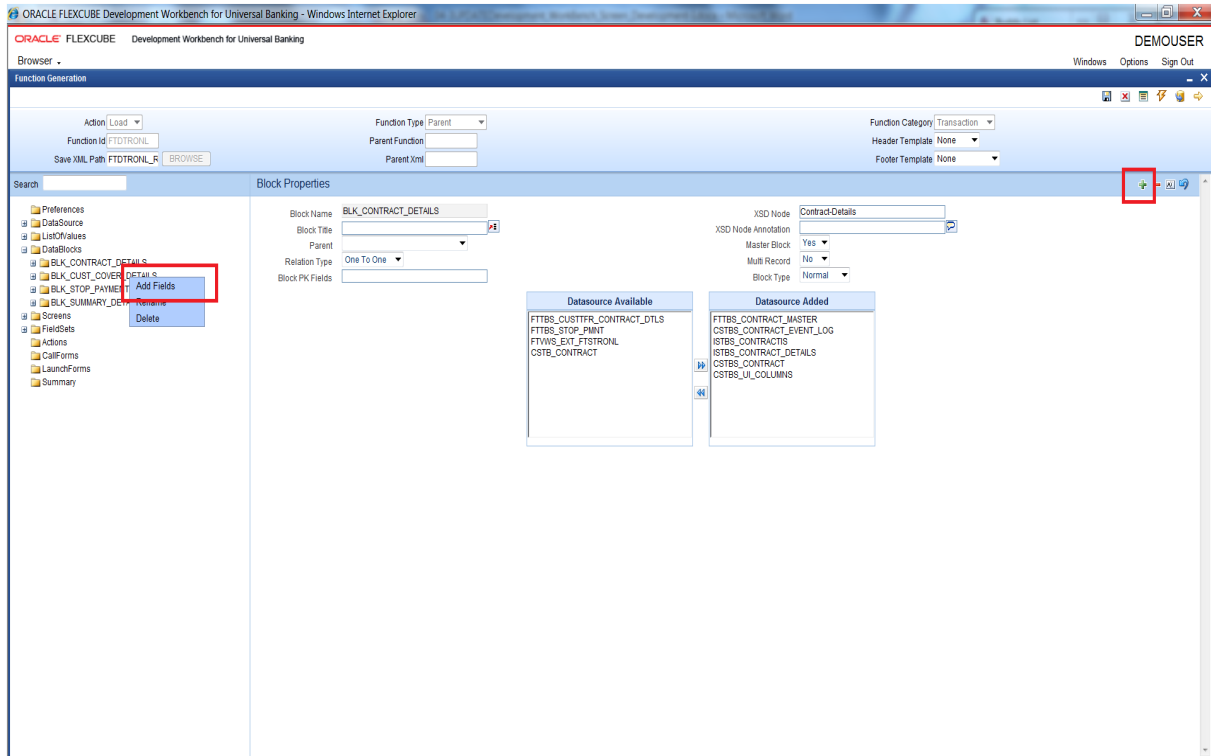 ORACLE FLEXCUBE Development Workbench for Universal Banking - Windows Internet Explorer
ORACLE FLEXCUBE Development Workbench for Universal Banking
DEMOUSER
Browser
Windows Options Sign Out
Function Generation
Action Load Function Type Parent Function Category Transaction
Function Id FTDTRONL Parent Function Header Template None
Save XML Path FTDTRONL_R BROWSE Parent Xml Footer Template None
Search Block Properties
Preferences
DataSource
ListOfValues
DataBlocks
BLK_CONTRACT_DETAILS
BLK_CUST_COVER_DETAILS
BLK_STOP_PAYMENT
BLK_SUMMARY_DETA
Screens
FieldSets
Actions
CallForms
LaunchForms
Summary
Add Fields
Rename
Delete
Block Name BLK_CONTRACT_DETAILS XSD Node Contract-Details
Block Title XSD Node Annotation
Parent Master Block Yes
Relation Type One To One Multi Record No
Block PK Fields Block Type Normal
Datasource Available
FTTBS_CUSTTFR_CONTRACT_DTLS
FTTBS_STOP_PMNT
FTVWS_EXT_FTSTRONL
CSTB_CONTRACT
Datasource Added
FTTBS_CONTRACT_MASTER
CSTBS_CONTRACT_EVENT_LOG
ISTBS_CONTRACTIS
ISTBS_CONTRACT_DETAILS
CSTBS_CONTRACT
CSTBS_UI_COLUMNS